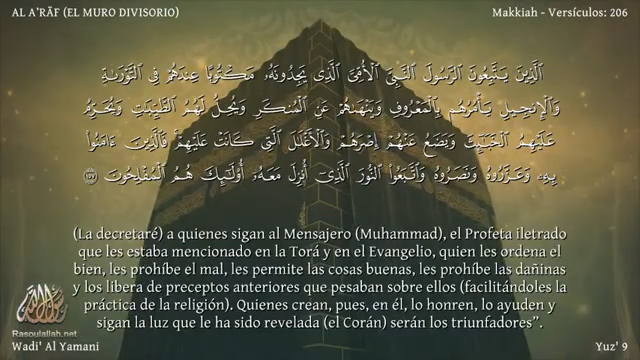 AL A'RĀF (EL MURO DIVISORIO)
Makkiah - Versículos: 206
ٱلَّذِينَ يَتَّبِعُونَ ٱلرَّسُولَ ٱلنَّبِىَّ ٱلْأُمِّىَّ ٱلَّذِى يَجِدُونَهُۥ مَكْتُوبًا عِندَهُمْ فِى ٱلتَّوْرَىٰةِ
وَٱلْإِنجِيلِ يَأْمُرُهُم بِٱلْمَعْرُوفِ وَيَنْهَىٰهُمْ عَنِ ٱلْمُنكَرِ وَيُحِلُّ لَهُمُ ٱلطَّيِّبَٰتِ وَيُحَرِّمُ
عَلَيْهِمُ ٱلْخَبَٰٓئِثَ وَيَضَعُ عَنْهُمْ إِصْرَهُمْ وَٱلْأَغْلَٰلَ ٱلَّتِى كَانَتْ عَلَيْهِمْ فَٱلَّذِينَ ءَامَنُوا۟
بِهِۦ وَعَزَّرُوهُ وَنَصَرُوهُ وَٱتَّبَعُوا۟ ٱلنُّورَ ٱلَّذِىٓ أُنزِلَ مَعَهُۥٓ أُو۟لَٰٓئِكَ هُمُ ٱلْمُفْلِحُونَ ١٥٧
(La decretaré) a quienes sigan al Mensajero (Muhammad), el Profeta iletrado
que les estaba mencionado en la Torá y en el Evangelio, quien les ordena el
bien, les prohíbe el mal, les permite las cosas buenas, les prohíbe las dañinas
y los libera de preceptos anteriores que pesaban sobre ellos (facilitándoles la
práctica de la religión). Quienes crean, pues, en él, lo honren, lo ayuden y
sigan la luz que le ha sido revelada (el Corán) serán los triunfadores”.
Rasoulallah.net
Wadi' Al Yamani
Yuz' 9